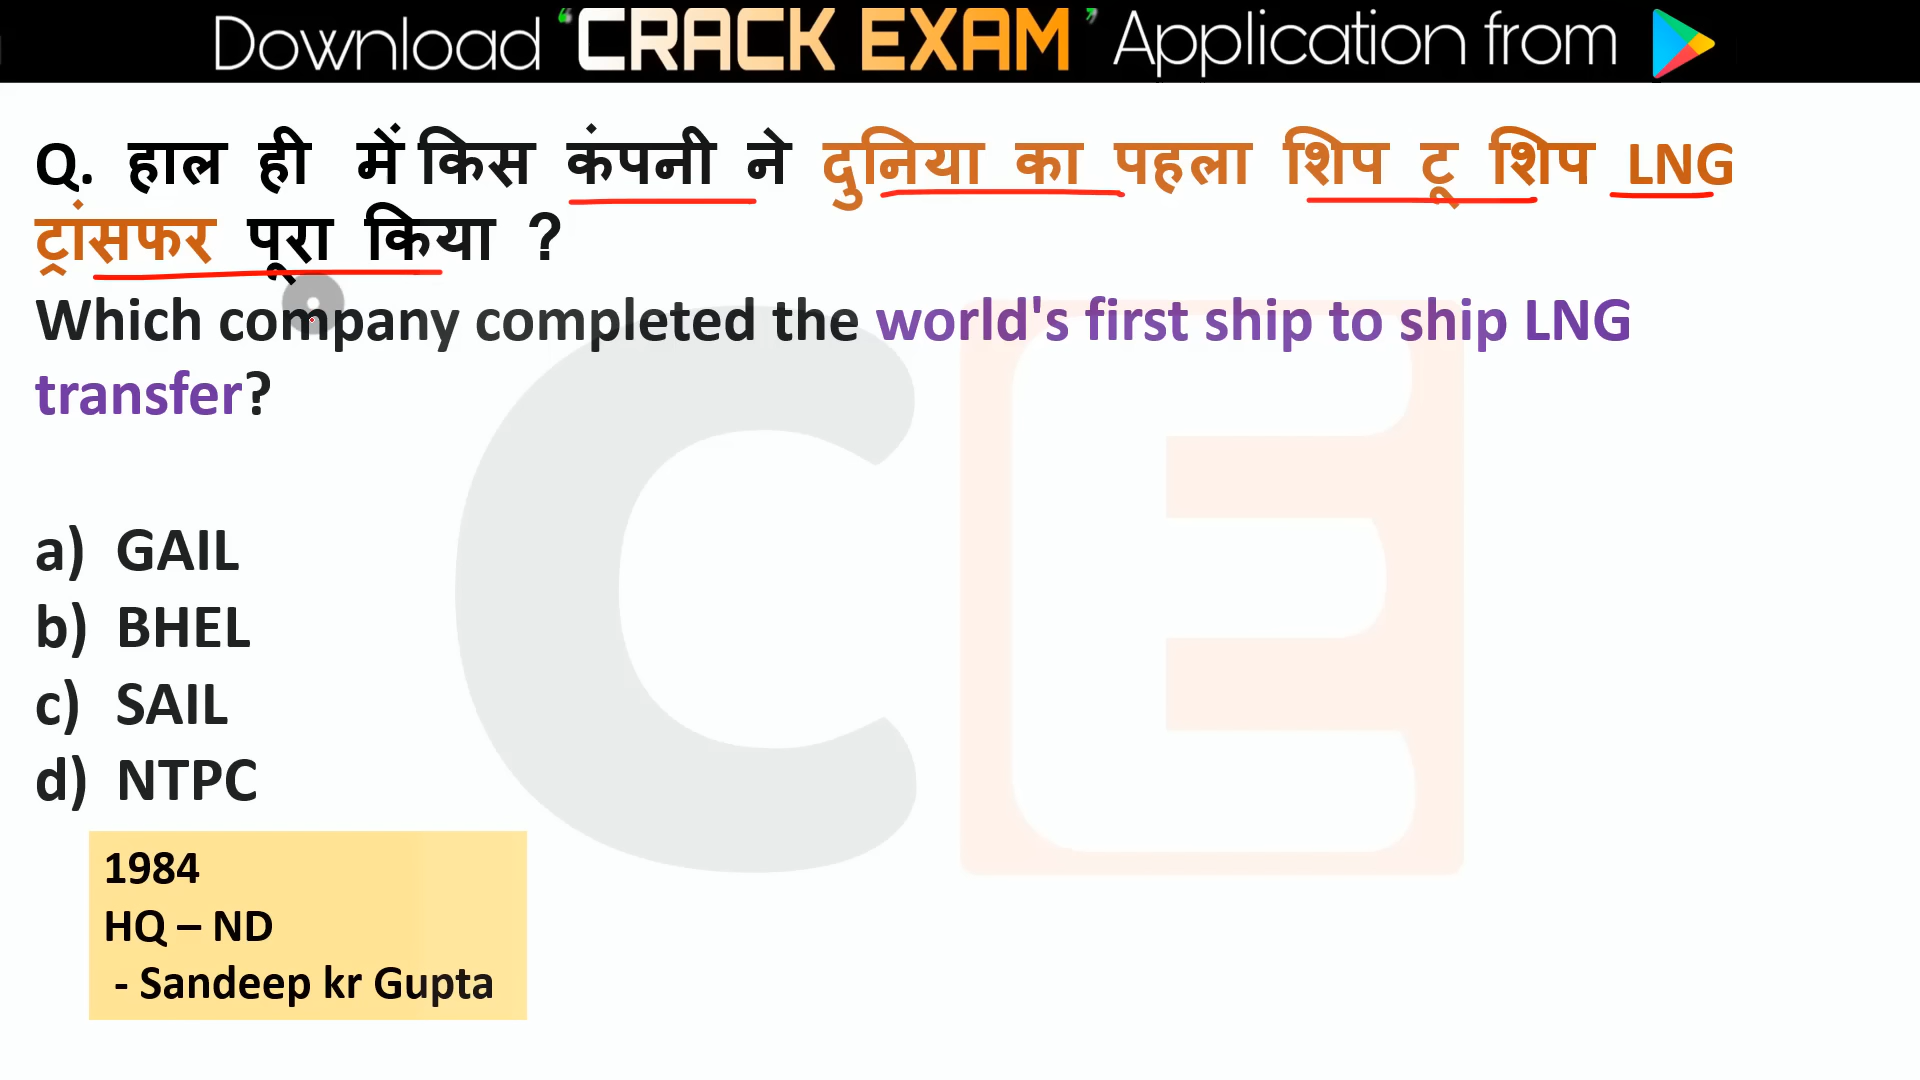 Download ‘CRACK EXAM’ Application from
Q. हाल ही में किस कंपनी ने दुनिया का पहला शिप टू शिप LNG
ट्रांसफर पूरा किया ?
Which company completed the world's first ship to ship LNG
transfer?
a) GAIL
b) BHEL
c) SAIL
d) NTPC
1984
HQ – ND
- Sandeep kr Gupta
CE